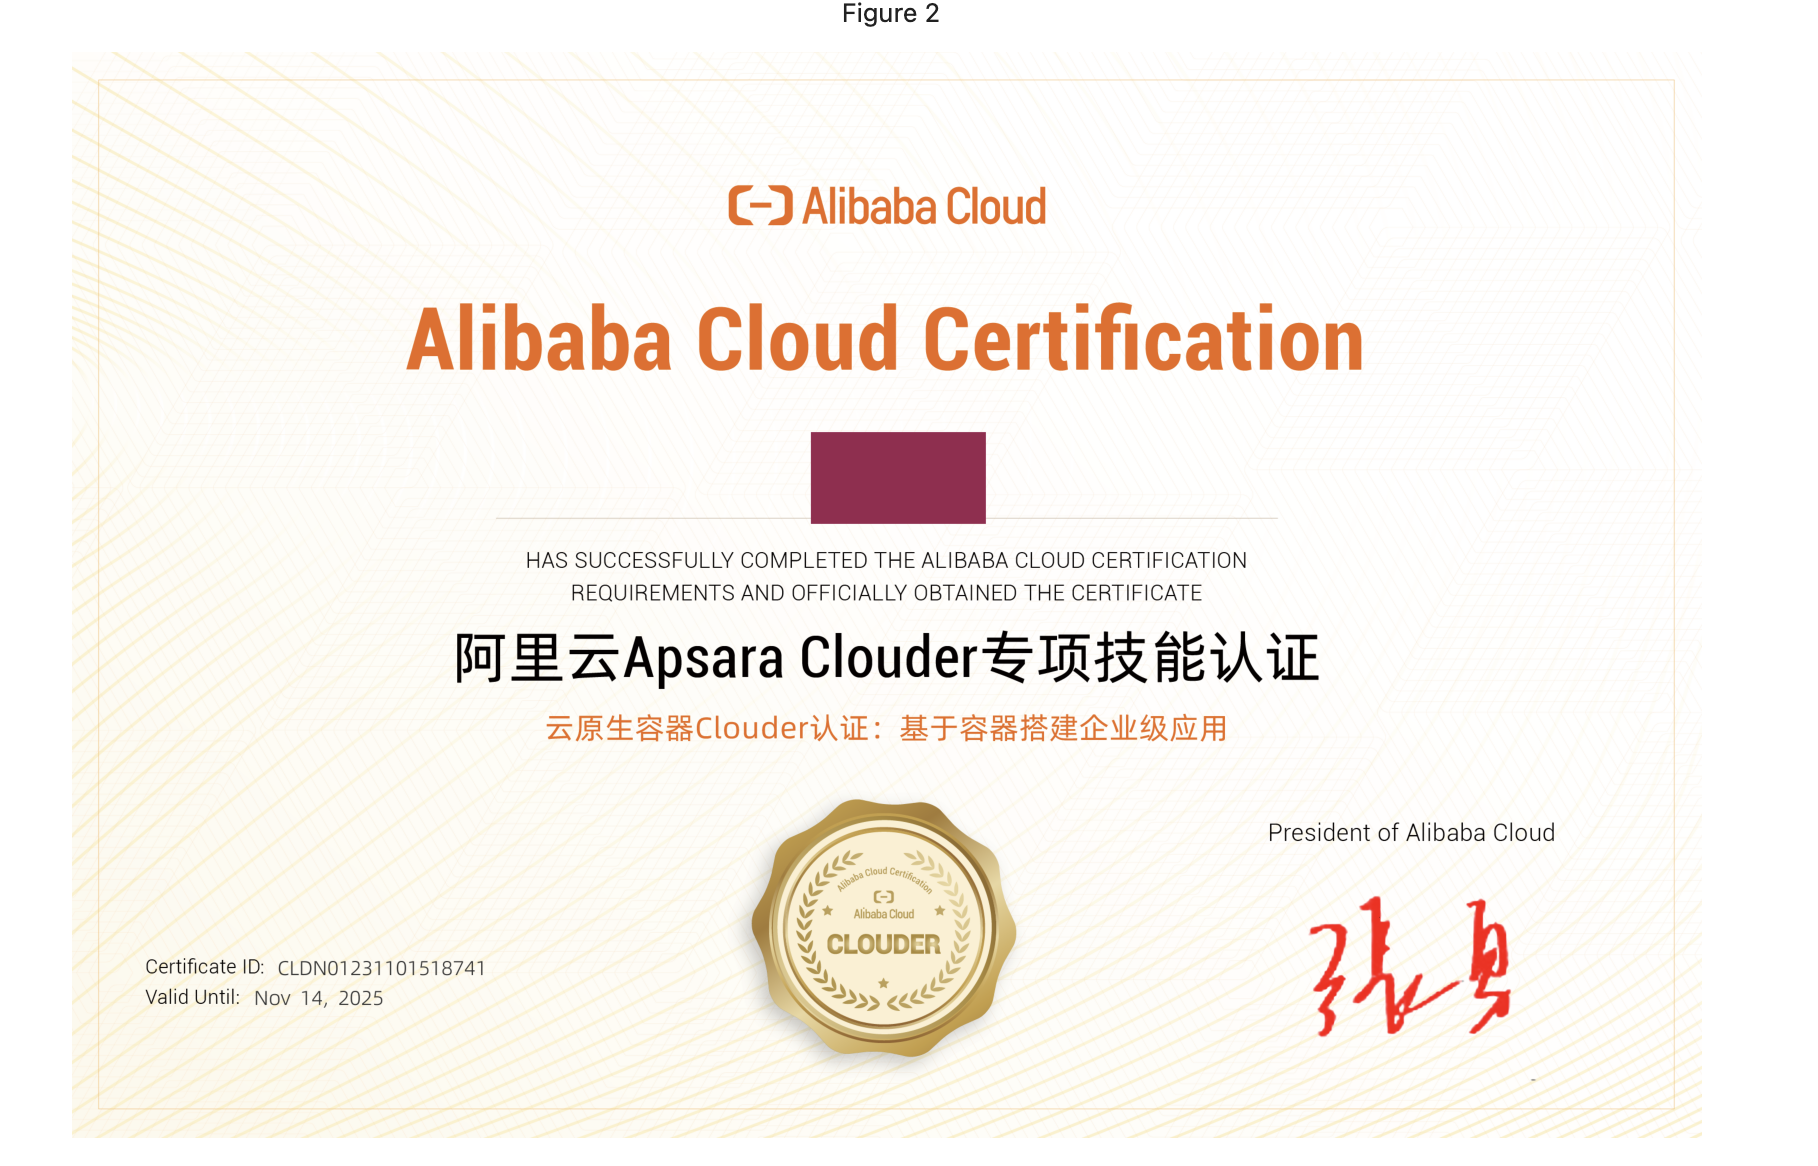 Figure 2
Alibaba Cloud
Alibaba Cloud Certification
HAS SUCCESSFULLY COMPLETED THE ALIBABA CLOUD CERTIFICATION
REQUIREMENTS AND OFFICIALLY OBTAINED THE CERTIFICATE
阿里云Apsara Clouder专项技能认证
云原生容器Clouder认证：基于容器搭建企业级应用
Alibaba Cloud Certification
Alibaba Cloud
CLOUDER
President of Alibaba Cloud
张勇
Certificate ID: CLDN01231101518741
Valid Until: Nov 14, 2025